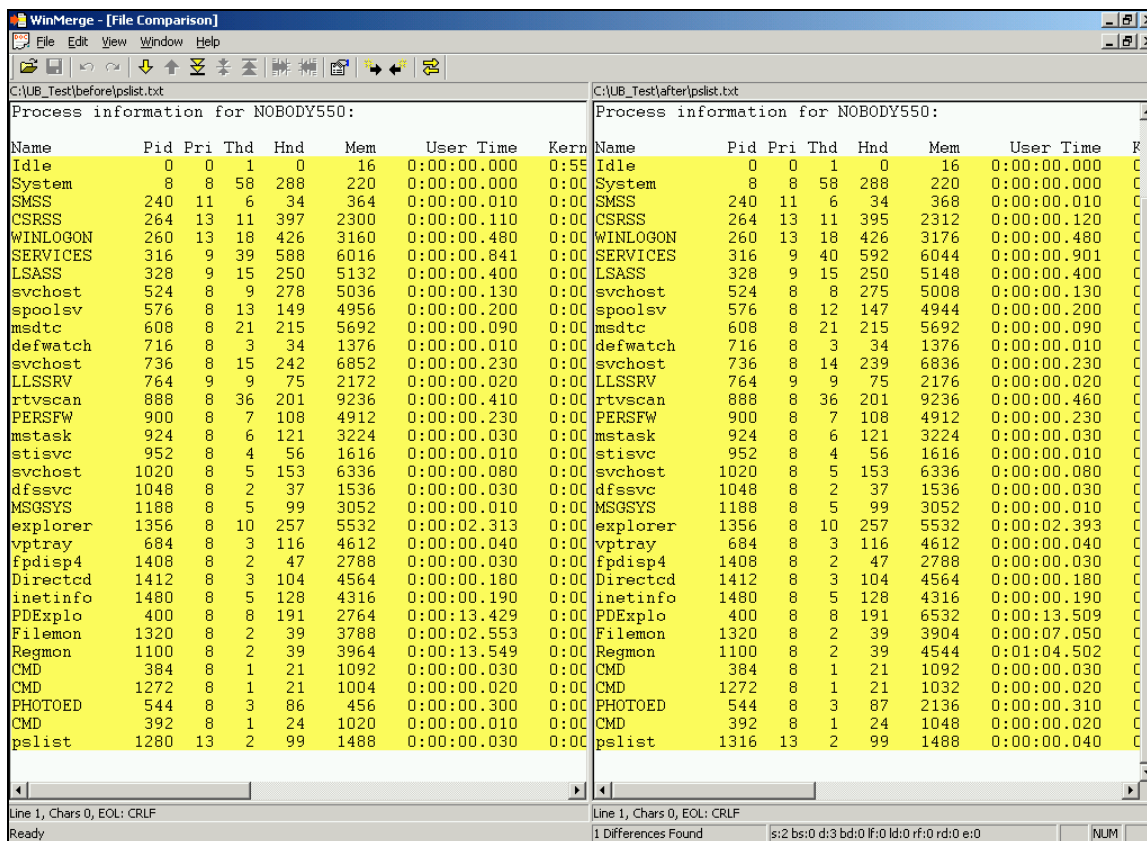 WinMerge - [File Comparison]
File Edit View Window Help
C:\UB_Test\before\pslist.txt
Process information for NOBODY550:
Name Pid Pri Thd Hnd Mem User Time Kern
Idle 0 0 1 0 16 0:00:00.000 0:55
System 8 8 58 288 220 0:00:00.000 0:00
SMSS 240 11 6 34 364 0:00:00.010 0:00
CSRSS 264 13 11 397 2300 0:00:00.110 0:00
WINLOGON 260 13 18 426 3160 0:00:00.480 0:00
SERVICES 316 9 39 588 6016 0:00:00.841 0:00
LSASS 328 9 15 250 5132 0:00:00.400 0:00
svchost 524 8 9 278 5036 0:00:00.130 0:00
spoolsv 576 8 13 149 4956 0:00:00.200 0:00
msdtc 608 8 21 215 5692 0:00:00.090 0:00
defwatch 716 8 3 34 1376 0:00:00.010 0:00
svchost 736 8 15 242 6852 0:00:00.230 0:00
LLSSRV 764 9 9 75 2172 0:00:00.020 0:00
rtvscan 888 8 36 201 9236 0:00:00.410 0:00
PERSFW 900 8 7 108 4912 0:00:00.230 0:00
mstask 924 8 6 121 3224 0:00:00.030 0:00
stisvc 952 8 4 56 1616 0:00:00.010 0:00
svchost 1020 8 5 153 6336 0:00:00.080 0:00
dfssvc 1048 8 2 37 1536 0:00:00.030 0:00
MSGSYS 1188 8 5 99 3052 0:00:00.010 0:00
explorer 1356 8 10 257 5532 0:00:02.313 0:00
vptray 684 8 3 116 4612 0:00:00.040 0:00
fpdisp4 1408 8 2 47 2788 0:00:00.030 0:00
Directcd 1412 8 3 104 4564 0:00:00.180 0:00
inetinfo 1480 8 5 128 4316 0:00:00.190 0:00
PDExplo 400 8 8 191 2764 0:00:13.429 0:00
Filemon 1320 8 2 39 3788 0:00:02.553 0:00
Regmon 1100 8 2 39 3964 0:00:13.549 0:00
CMD 384 8 1 21 1092 0:00:00.030 0:00
CMD 1272 8 1 21 1004 0:00:00.020 0:00
PHOTOED 544 8 3 86 456 0:00:00.300 0:00
CMD 392 8 1 24 1020 0:00:00.010 0:00
pslist 1280 13 2 99 1488 0:00:00.030 0:00
Line 1, Chars 0, EOL: CRLF
C:\UB_Test\after\pslist.txt
Process information for NOBODY550:
Name Pid Pri Thd Hnd Mem User Time K
Idle 0 0 1 0 16 0:00:00.000
System 8 8 58 288 220 0:00:00.000
SMSS 240 11 6 34 368 0:00:00.010
CSRSS 264 13 11 395 2312 0:00:00.120
WINLOGON 260 13 18 426 3176 0:00:00.480
SERVICES 316 9 40 592 6044 0:00:00.901
LSASS 328 9 15 250 5148 0:00:00.400
svchost 524 8 8 275 5008 0:00:00.130
spoolsv 576 8 12 147 4944 0:00:00.200
msdtc 608 8 21 215 5692 0:00:00.090
defwatch 716 8 3 34 1376 0:00:00.010
svchost 736 8 14 239 6836 0:00:00.230
LLSSRV 764 9 9 75 2176 0:00:00.020
rtvscan 888 8 36 201 9236 0:00:00.460
PERSFW 900 8 7 108 4912 0:00:00.230
mstask 924 8 6 121 3224 0:00:00.030
stisvc 952 8 4 56 1616 0:00:00.010
svchost 1020 8 5 153 6336 0:00:00.080
dfssvc 1048 8 2 37 1536 0:00:00.030
MSGSYS 1188 8 5 99 3052 0:00:00.010
explorer 1356 8 10 257 5532 0:00:02.393
vptray 684 8 3 116 4612 0:00:00.040
fpdisp4 1408 8 2 47 2788 0:00:00.030
Directcd 1412 8 3 104 4564 0:00:00.180
inetinfo 1480 8 5 128 4316 0:00:00.190
PDExplo 400 8 8 191 6532 0:00:13.509
Filemon 1320 8 2 39 3904 0:00:07.050
Regmon 1100 8 2 39 4544 0:01:04.502
CMD 384 8 1 21 1092 0:00:00.030
CMD 1272 8 1 21 1032 0:00:00.020
PHOTOED 544 8 3 87 2136 0:00:00.310
CMD 392 8 1 24 1048 0:00:00.020
pslist 1316 13 2 99 1488 0:00:00.040
Line 1, Chars 0, EOL: CRLF
Ready 1 Differences Found s:2 bs:0 d:3 bd:0 lf:0 ld:0 rf:0 rd:0 e:0 NUM